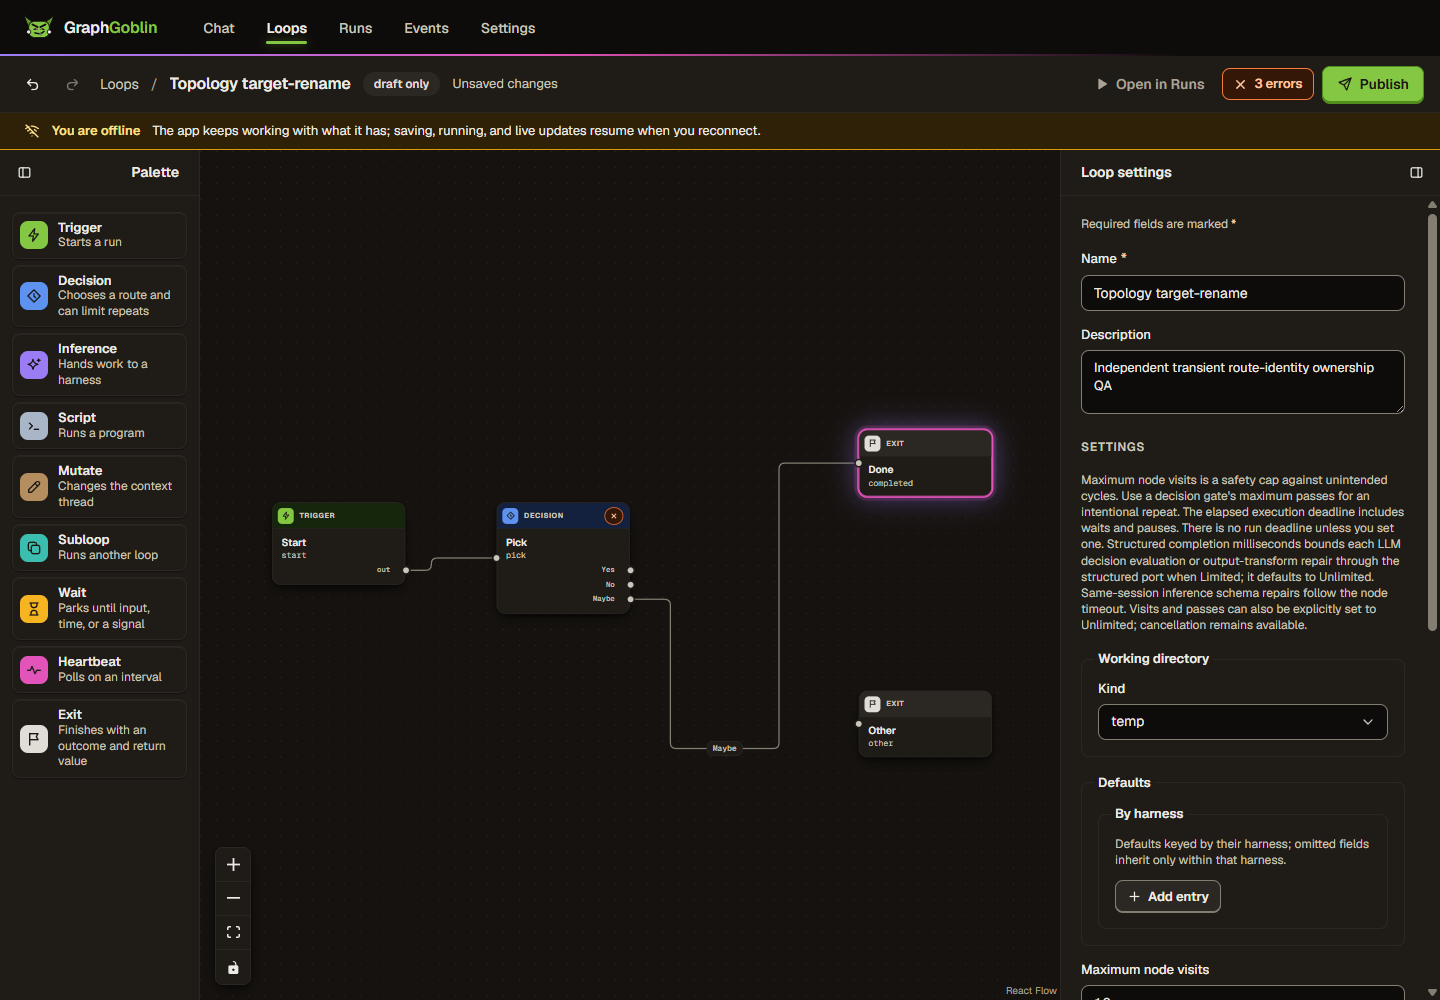 GraphGoblin
Chat
Loops
Runs
Events
Settings
Loops / Topology target-rename
draft only
Unsaved changes
Open in Runs
3 errors
Publish
You are offline The app keeps working with what it has; saving, running, and live updates resume when you reconnect.
Palette
Trigger
Starts a run
Decision
Chooses a route and
can limit repeats
Inference
Hands work to a
harness
Script
Runs a program
Mutate
Changes the context
thread
Subloop
Runs another loop
Wait
Parks until input,
time, or a signal
Heartbeat
Polls on an interval
Exit
Finishes with an
outcome and return
value
TRIGGER
Start
start
out
DECISION
Pick
pick
Yes
No
Maybe
Maybe
EXIT
Done
completed
EXIT
Other
other
React Flow
Loop settings
Required fields are marked *
Name *
Topology target-rename
Description
Independent transient route-identity ownership
QA
SETTINGS
Maximum node visits is a safety cap against unintended
cycles. Use a decision gate's maximum passes for an
intentional repeat. The elapsed execution deadline includes
waits and pauses. There is no run deadline unless you set
one. Structured completion milliseconds bounds each LLM
decision evaluation or output-transform repair through the
structured port when Limited; it defaults to Unlimited.
Same-session inference schema repairs follow the node
timeout. Visits and passes can also be explicitly set to
Unlimited; cancellation remains available.
Working directory
Kind
temp
Defaults
By harness
Defaults keyed by their harness; omitted fields
inherit only within that harness.
Add entry
Maximum node visits